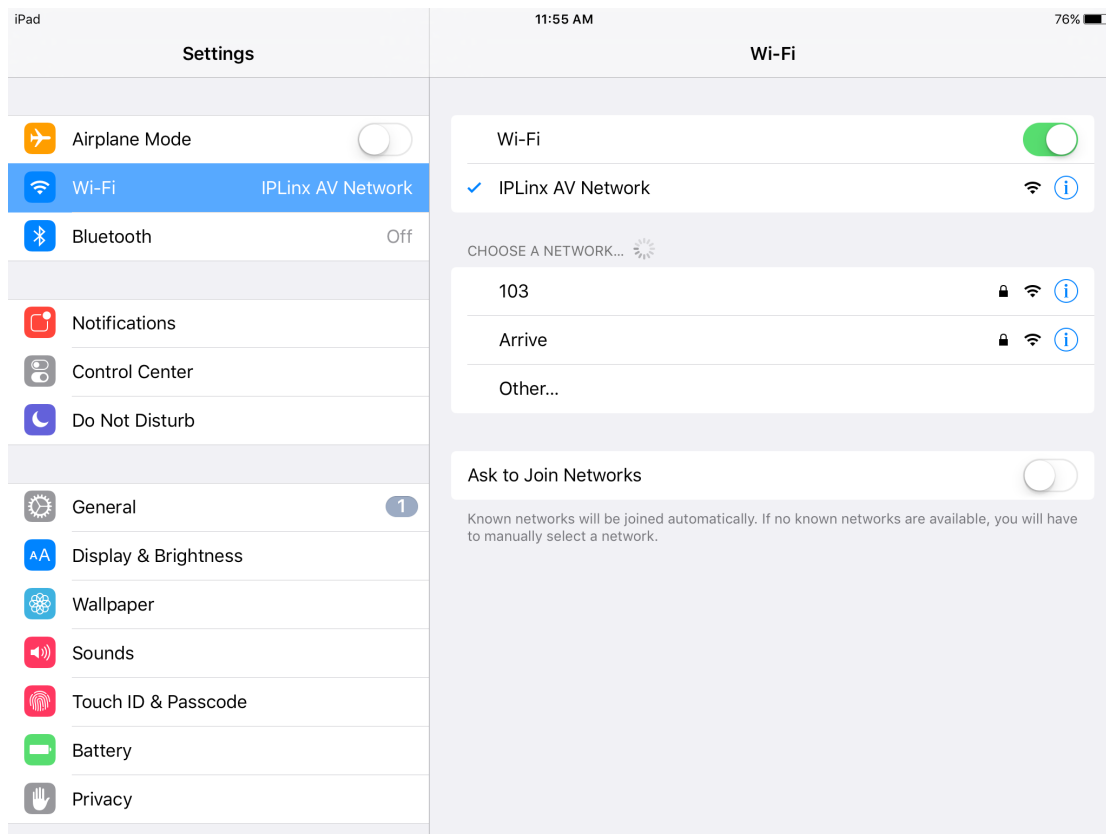 iPad
11:55 AM
76%
Settings
Airplane Mode
Wi-Fi IPLinx AV Network
Bluetooth Off
Notifications
Control Center
Do Not Disturb
General 1
AA Display & Brightness
Wallpaper
Sounds
Touch ID & Passcode
Battery
Privacy
Wi-Fi
Wi-Fi
IPLinx AV Network
CHOOSE A NETWORK...
103
Arrive
Other...
Ask to Join Networks
Known networks will be joined automatically. If no known networks are available, you will have
to manually select a network.